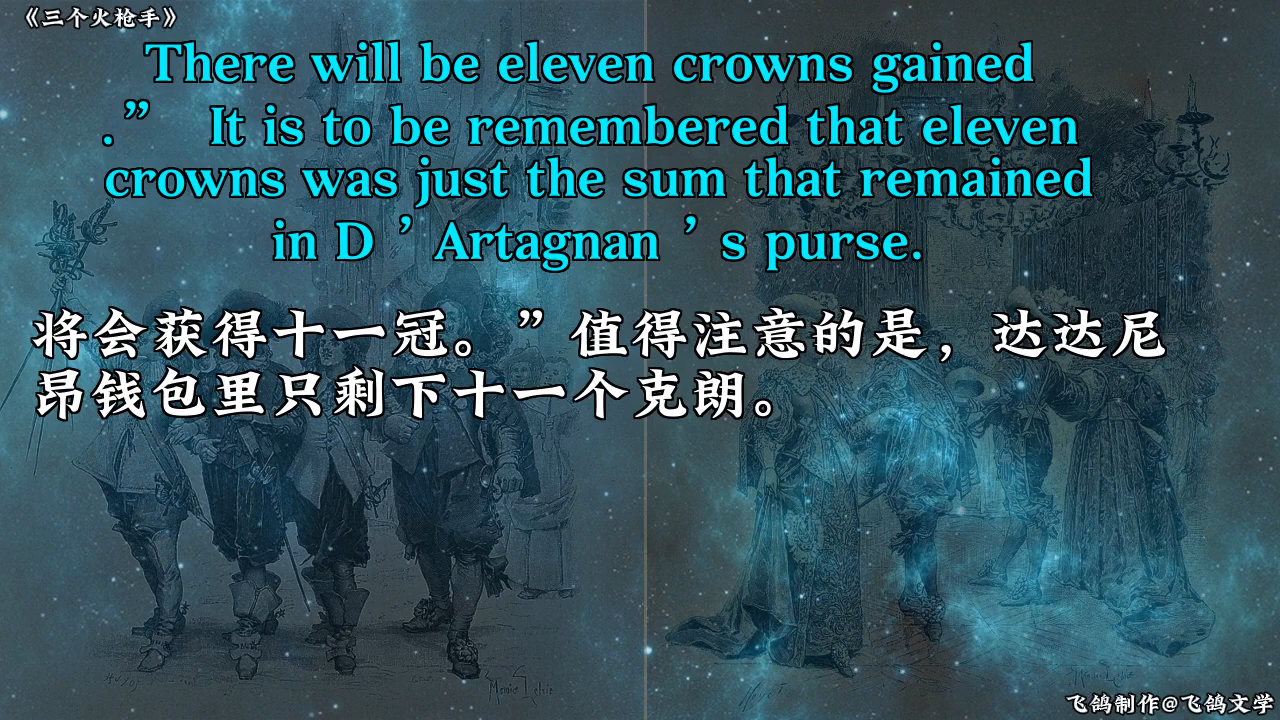 《三个火枪手》
There will be eleven crowns gained
.” It is to be remembered that eleven
crowns was just the sum that remained
in D ’ Artagnan ’ s purse.
将会获得十一冠。”值得注意的是，达达尼
昂钱包里只剩下十一个克朗。
飞鸽制作@飞鸽文学